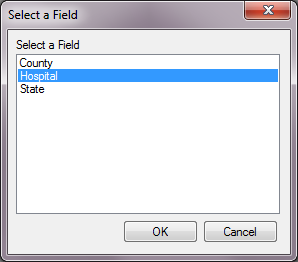 Select a Field
Select a Field
County
Hospital
State
OK
Cancel